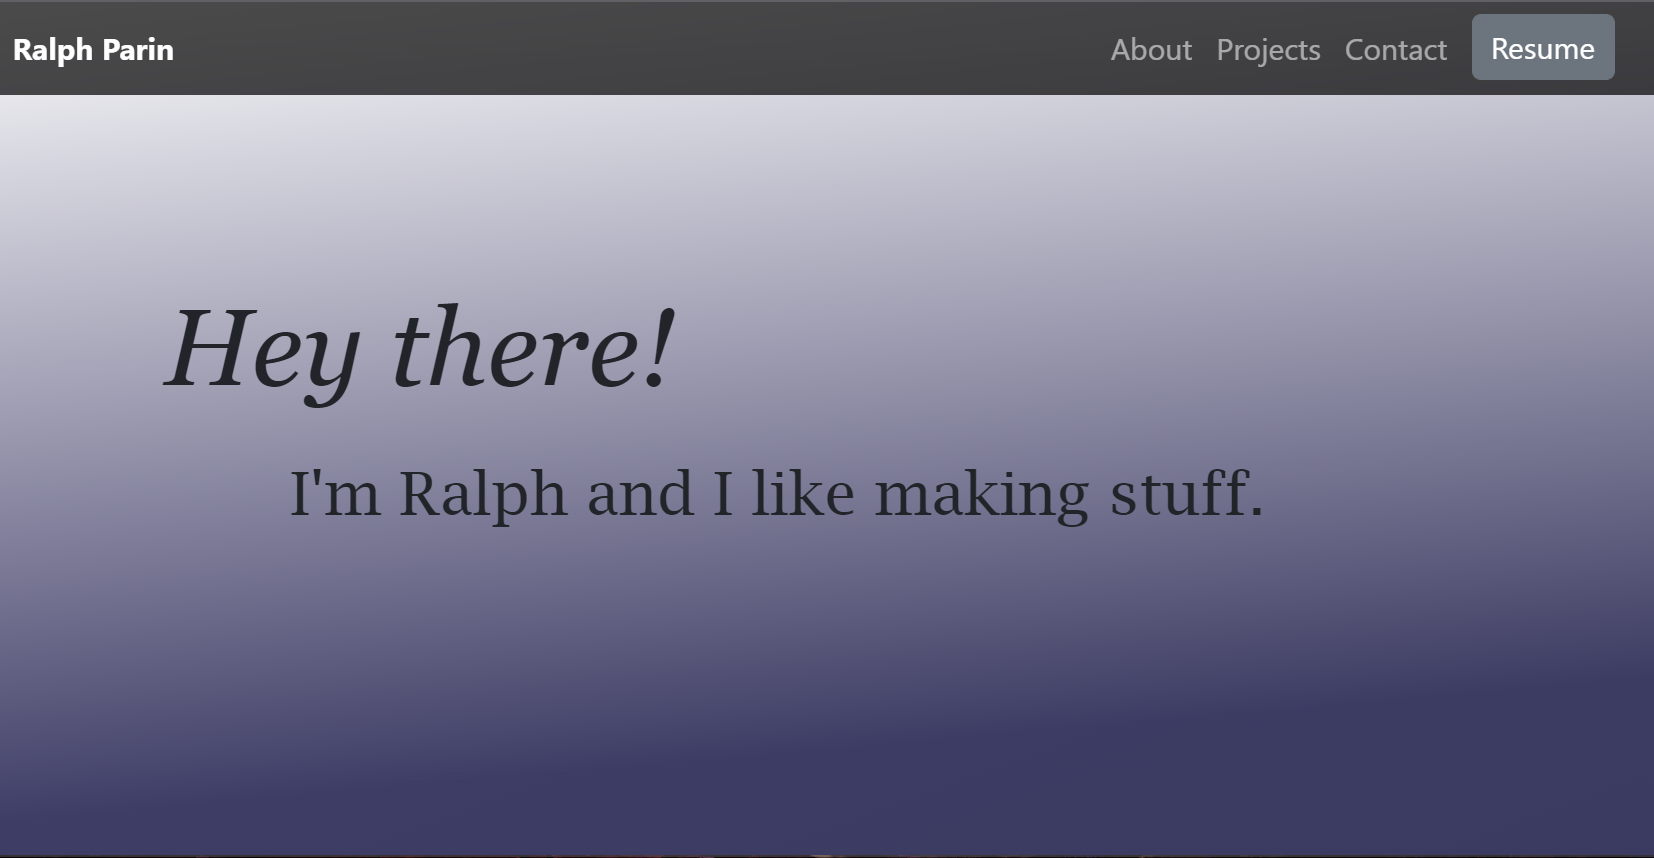 Ralph Parin
About Projects Contact Resume
Hey there!
I'm Ralph and I like making stuff.